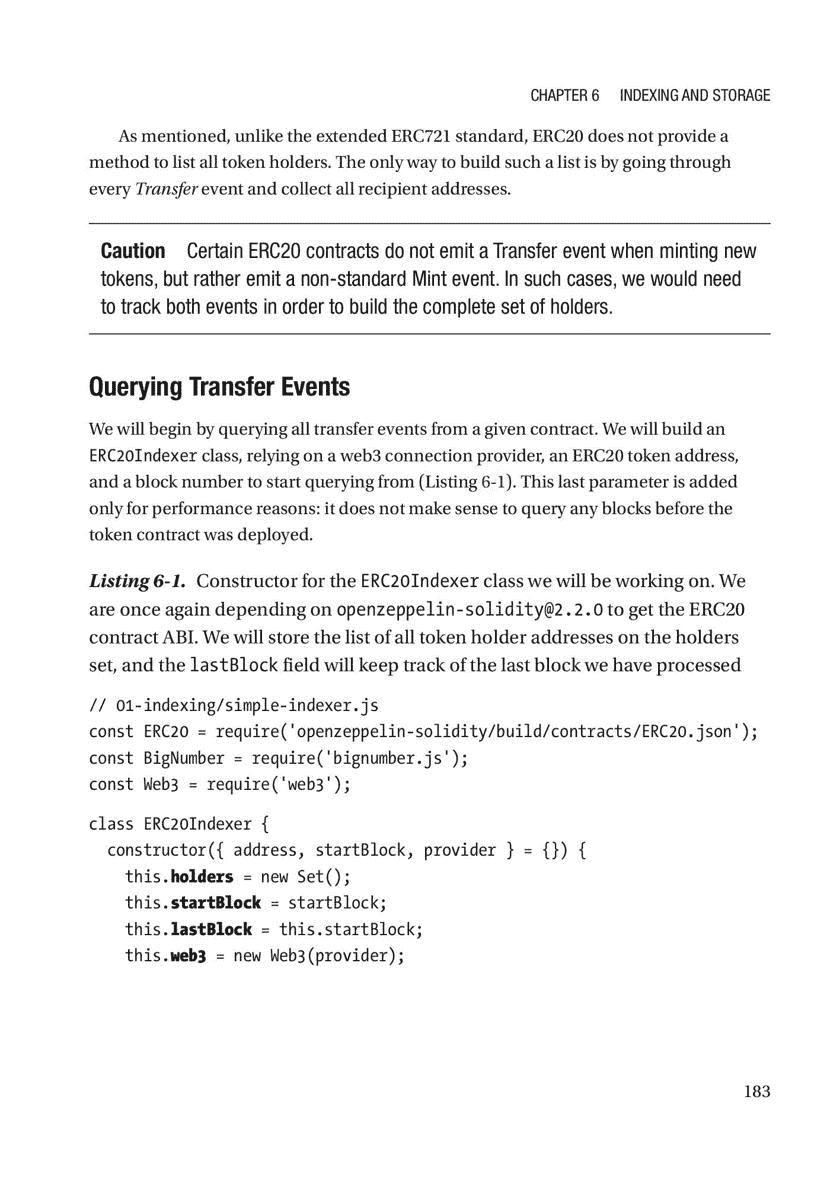 CHAPTER 6 INDEXING AND STORAGE
As mentioned, unlike the extended ERC721 standard, ERC20 does not provide a
method to list all token holders. The only way to build such a list is by going through
every Transfer event and collect all recipient addresses.
Caution Certain ERC20 contracts do not emit a Transfer event when minting new
tokens, but rather emit a non-standard Mint event. In such cases, we would need
to track both events in order to build the complete set of holders.
Querying Transfer Events
We will begin by querying all transfer events from a given contract. We will build an
ERC20Indexer class, relying on a web3 connection provider, an ERC20 token address,
and a block number to start querying from (Listing 6-1). This last parameter is added
only for performance reasons: it does not make sense to query any blocks before the
token contract was deployed.
Listing 6-1. Constructor for the ERC20Indexer class we will be working on. We
are once again depending on openzeppelin-solidity@2.2.0 to get the ERC20
contract ABI. We will store the list of all token holder addresses on the holders
set, and the lastBlock field will keep track of the last block we have processed
// 01-indexing/simple-indexer.js
const ERC20 = require('openzeppelin-solidity/build/contracts/ERC20.json');
const BigNumber = require('bignumber.js');
const Web3 = require('web3');
class ERC20Indexer {
constructor({ address, startBlock, provider } = {}) {
this.holders = new Set();
this.startBlock = startBlock;
this.lastBlock = this.startBlock;
this.web3 = new Web3(provider);
183